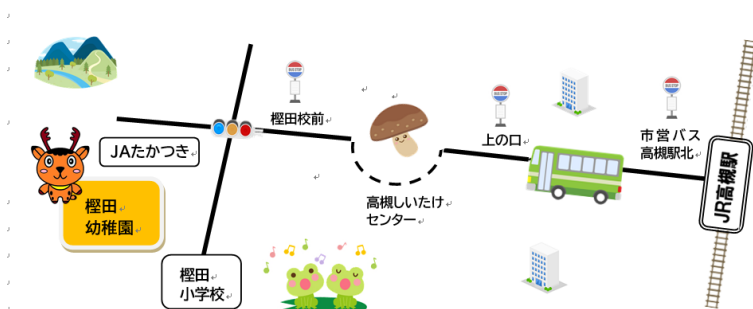 樫田校前
上の口
市営バス
高槻駅北
JR高槻駅
JAたかつき
高槻しいたけ
センター
樫田
幼稚園
樫田
小学校